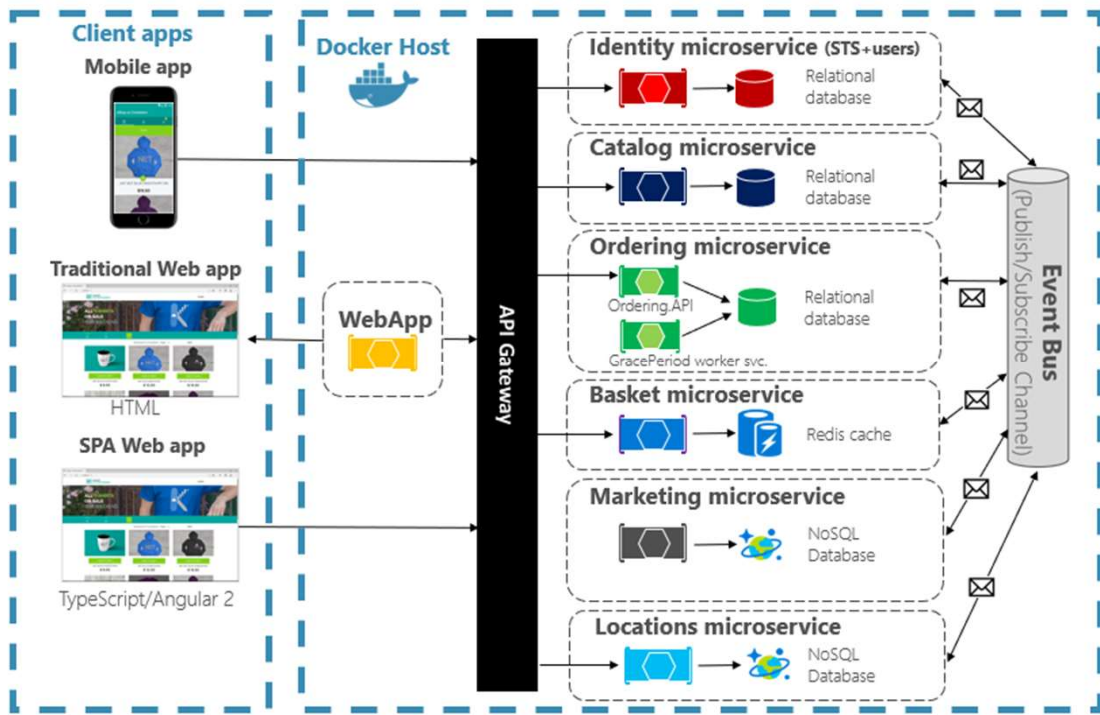 Client apps
Mobile app
Traditional Web app
HTML
SPA Web app
TypeScript/Angular 2
Docker Host
WebApp
API Gateway
Identity microservice (STS+users)
Relational
database
Catalog microservice
Relational
database
Ordering microservice
Ordering.API
GracePeriod worker svc.
Relational
database
Basket microservice
Redis cache
Marketing microservice
NoSQL
Database
Locations microservice
NoSQL
Database
Event Bus
(Publish/Subscribe Channel)